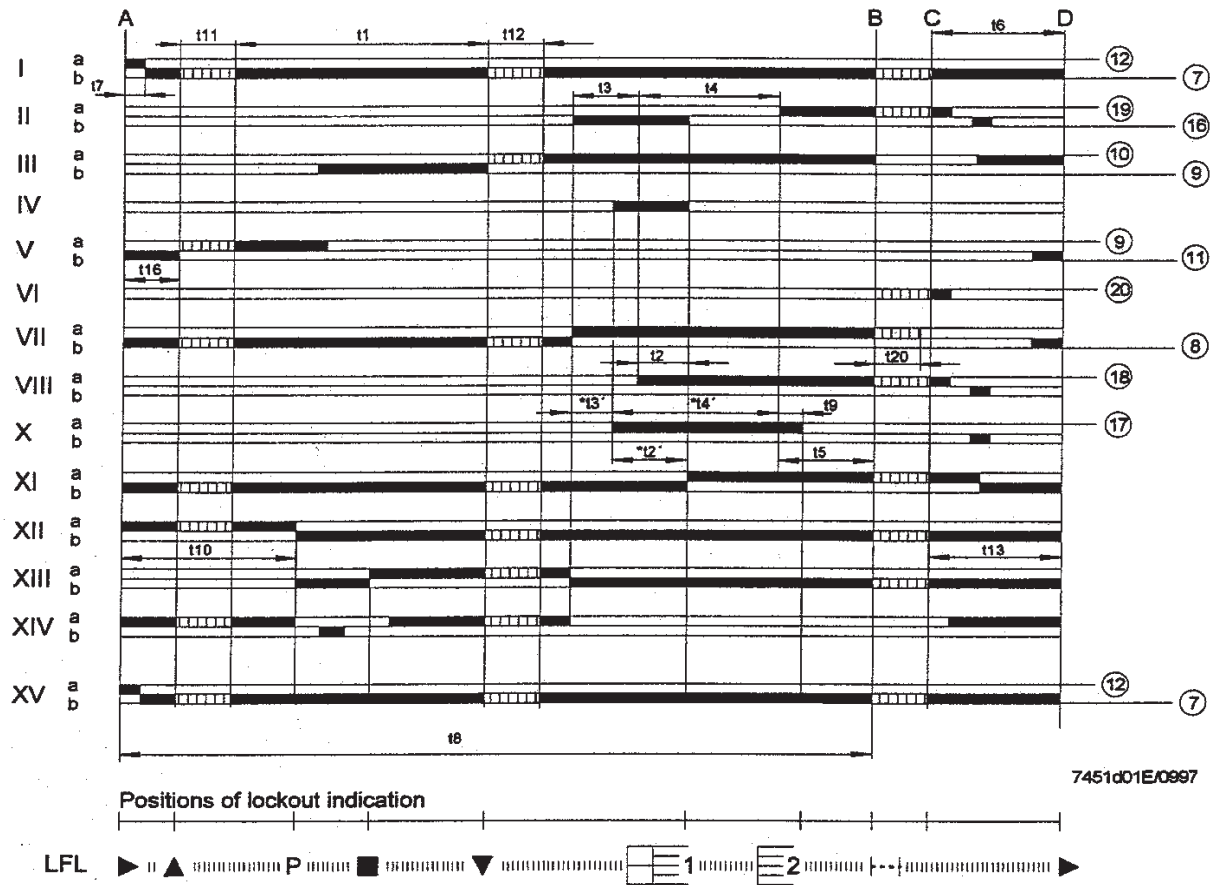 A B C D
t11 t1 t12 t6
I a b 12 7
t7
t3 t4
II a b 19 16
III a b 10 9
IV
V a b 9 11
t16
VI 20
VII a b 8
t2 t20
VIII a b 18
*t3´ *t4´ t9
X a b 17
*t2´ t5
XI a b
XII a b
t10 t13
XIII a b
XIV a b
XV a b 12 7
t8
7451d01E/0997
Positions of lockout indication
LFL P 1 2